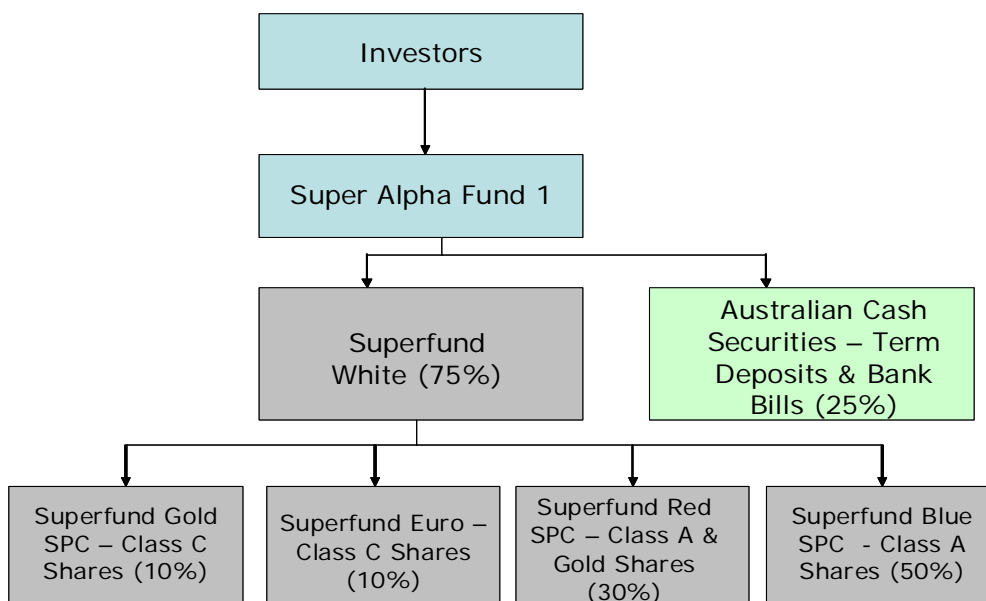 Investors
Super Alpha Fund 1
Superfund
White (75%)
Australian Cash
Securities – Term
Deposits & Bank
Bills (25%)
Superfund Gold
SPC – Class C
Shares (10%)
Superfund Euro –
Class C Shares
(10%)
Superfund Red
SPC – Class A &
Gold Shares
(30%)
Superfund Blue
SPC - Class A
Shares (50%)